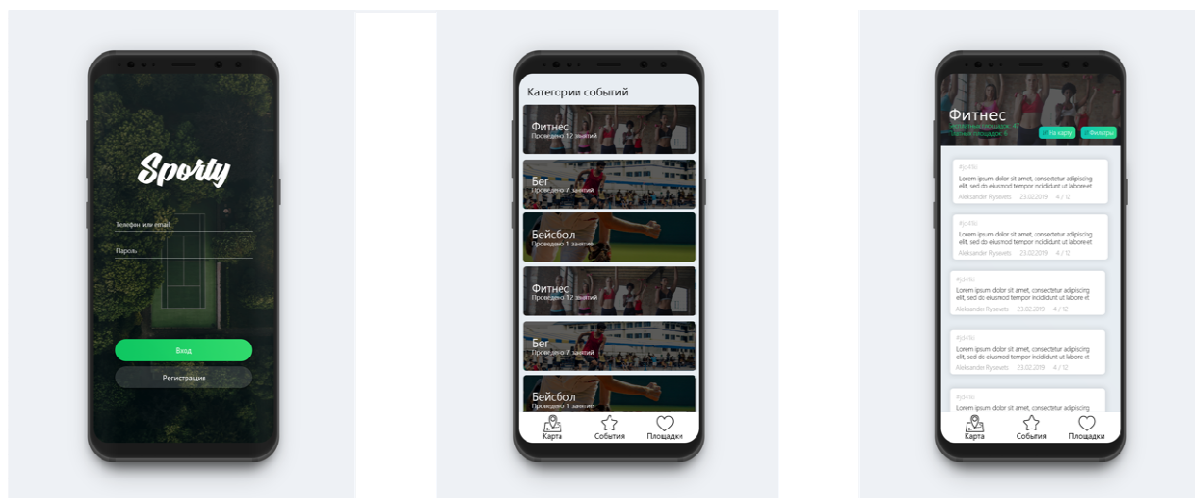 Sporty
Телефон или email
Пароль
Вход
Регистрация
Категории событий
Фитнес
Проведено 12 занятий
Бег
Проведено 7 занятий
Бейсбол
Проведено 1 занятие
Фитнес
Проведено 12 занятий
Бег
Проведено 7 занятий
Бейсбол
Проведено 1 занятие
Карта События Площадки
Фитнес
площадок: 6
На карту
Lorem ipsum dolor sit amet, consectetur adipiscing
elit, sed do eiusmod tempor incididunt ut labore et
Aleksander Rysevets 23.02.2019 4 / 12
Lorem ipsum dolor sit amet, consectetur adipiscing
elit, sed do eiusmod tempor incididunt ut labore et
Aleksander Rysevets 23.02.2019 4 / 12
Lorem ipsum dolor sit amet, consectetur adipiscing
elit, sed do eiusmod tempor incididunt ut labore et
Aleksander Rysevets 23.02.2019 4 / 12
Lorem ipsum dolor sit amet, consectetur adipiscing
elit, sed do eiusmod tempor incididunt ut labore et
Aleksander Rysevets 23.02.2019 4 / 12
Lorem ipsum dolor sit amet, consectetur adipiscing
Карта События Площадки